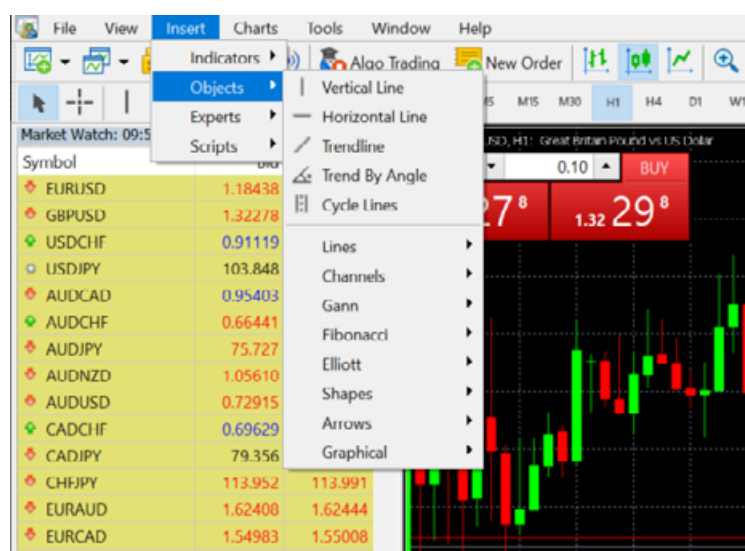 File View Insert Charts Tools Window Help
Algo Trading New Order
M15 M30 H1 H4 D1 W1
Indicators
Objects
Experts
Scripts
Vertical Line
Horizontal Line
Trendline
Trend By Angle
Cycle Lines
Lines
Channels
Gann
Fibonacci
Elliott
Shapes
Arrows
Graphical
Market Watch: 09:5
Symbol
EURUSD 1.18438
GBPUSD 1.32278
USDCHF 0.91119
USDJPY 103.848
AUDCAD 0.95403
AUDCHF 0.66441
AUDJPY 75.727
AUDNZD 1.05610
AUDUSD 0.72915
CADCHF 0.69629
CADJPY 79.356
CHFJPY 113.952 113.991
EURAUD 1.62408 1.62444
EURCAD 1.54983 1.55008
USD, H1: Great Britain Pound vs US Dollar
0.10 BUY
27 8 1.32 29 8